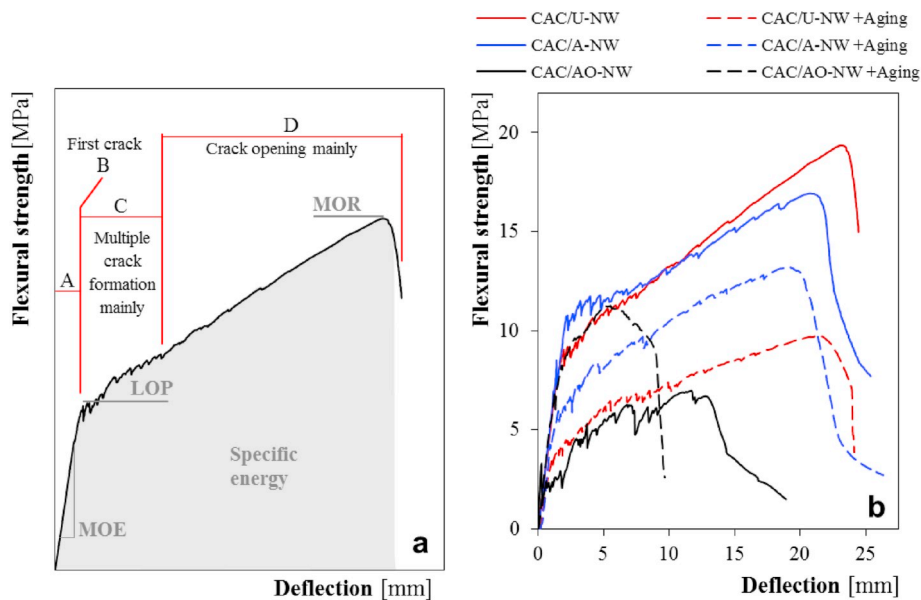 Flexural strength [MPa]
First crack
B
D
Crack opening mainly
C
A
Multiple
crack
formation
mainly
MOR
LOP
Specific
energy
MOE
a
Deflection [mm]
CAC/U-NW
CAC/U-NW +Aging
CAC/A-NW
CAC/A-NW +Aging
CAC/AO-NW
CAC/AO-NW +Aging
Flexural strength [MPa]
20
15
10
5
0
0
5
10
15
20
25
b
Deflection [mm]